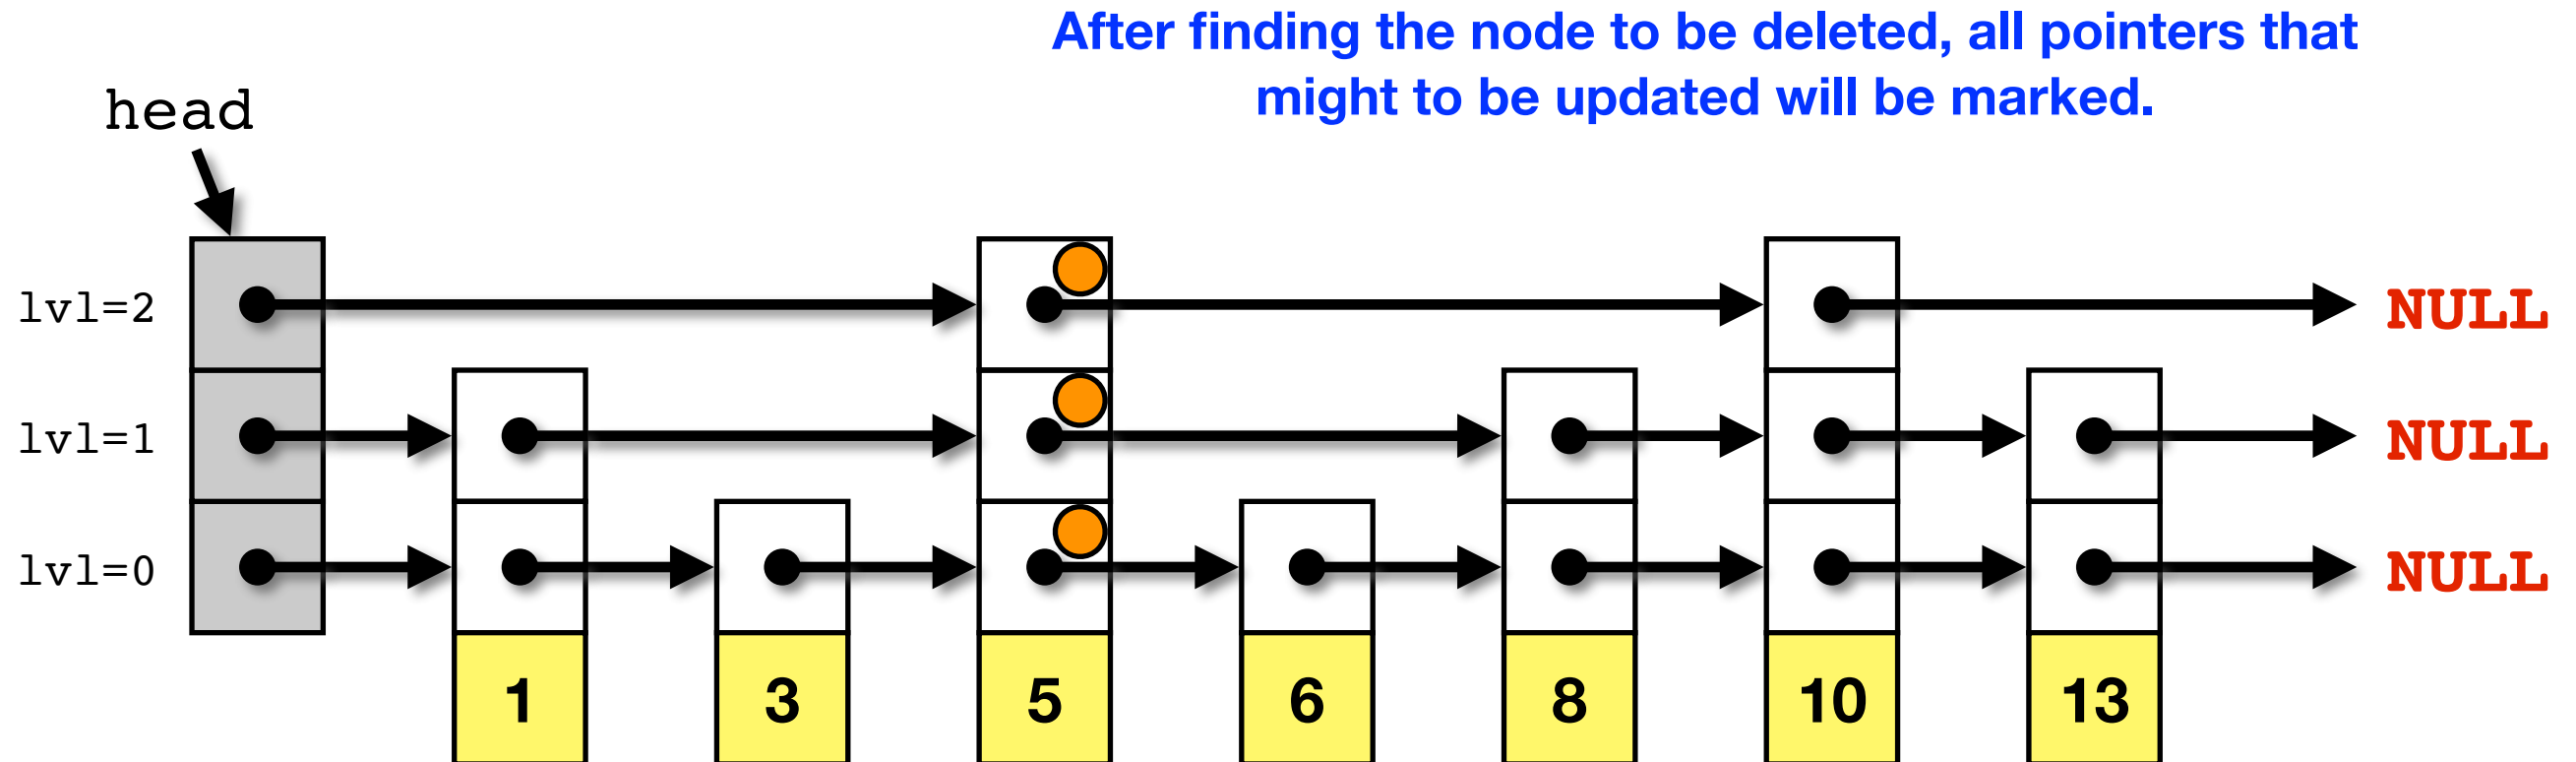 After finding the node to be deleted, all pointers that
might to be updated will be marked.
head
lvl=2
NULL
lvl=1
NULL
lvl=0
NULL
1 3 5 6 8 10 13